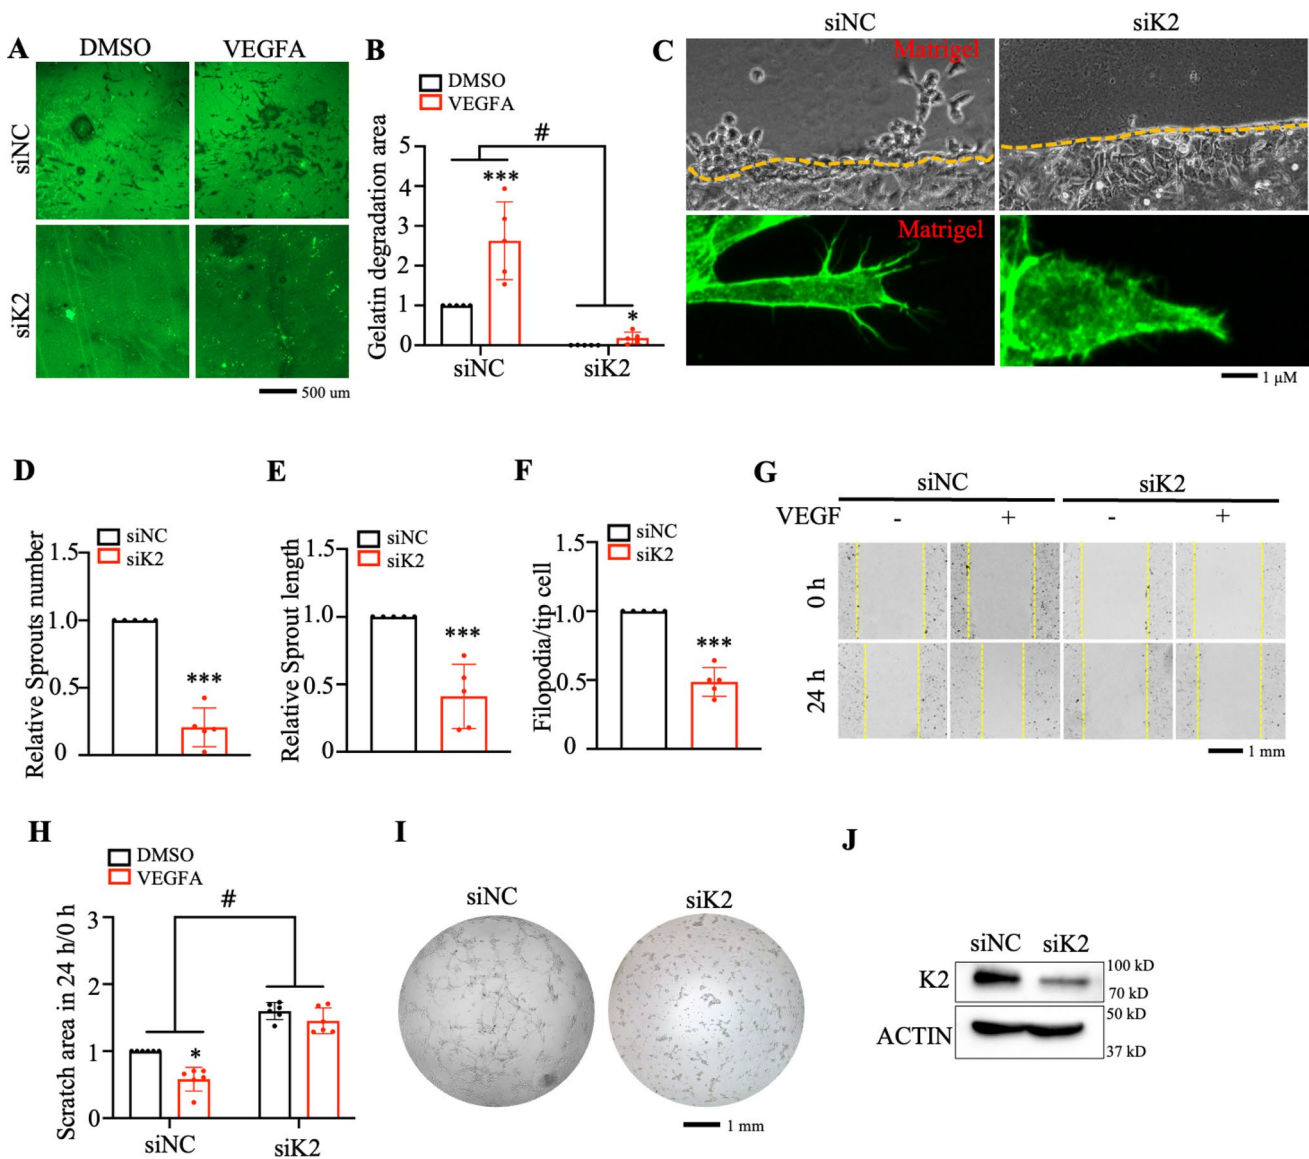 A
DMSO
VEGFA
siNC
siK2
500 um
B
DMSO
VEGFA
Gelatin degradation area
5
4
3
2
1
0
#
***
*
siNC
siK2
C
siNC
siK2
Matrigel
Matrigel
1 µM
D
siNC
siK2
Relative Sprouts number
1.5
1.0
0.5
0
***
E
siNC
siK2
Relative Sprout length
1.5
1.0
0.5
0
***
F
siNC
siK2
Filopodia/tip cell
1.5
1.0
0.5
0
***
G
siNC
siK2
VEGF - + - +
0 h
24 h
1 mm
H
DMSO
VEGFA
Scratch area in 24 h/0 h
3
2
1
0
#
*
siNC
siK2
I
siNC
siK2
1 mm
J
siNC siK2
K2
100 kD
70 kD
ACTIN
50 kD
37 kD